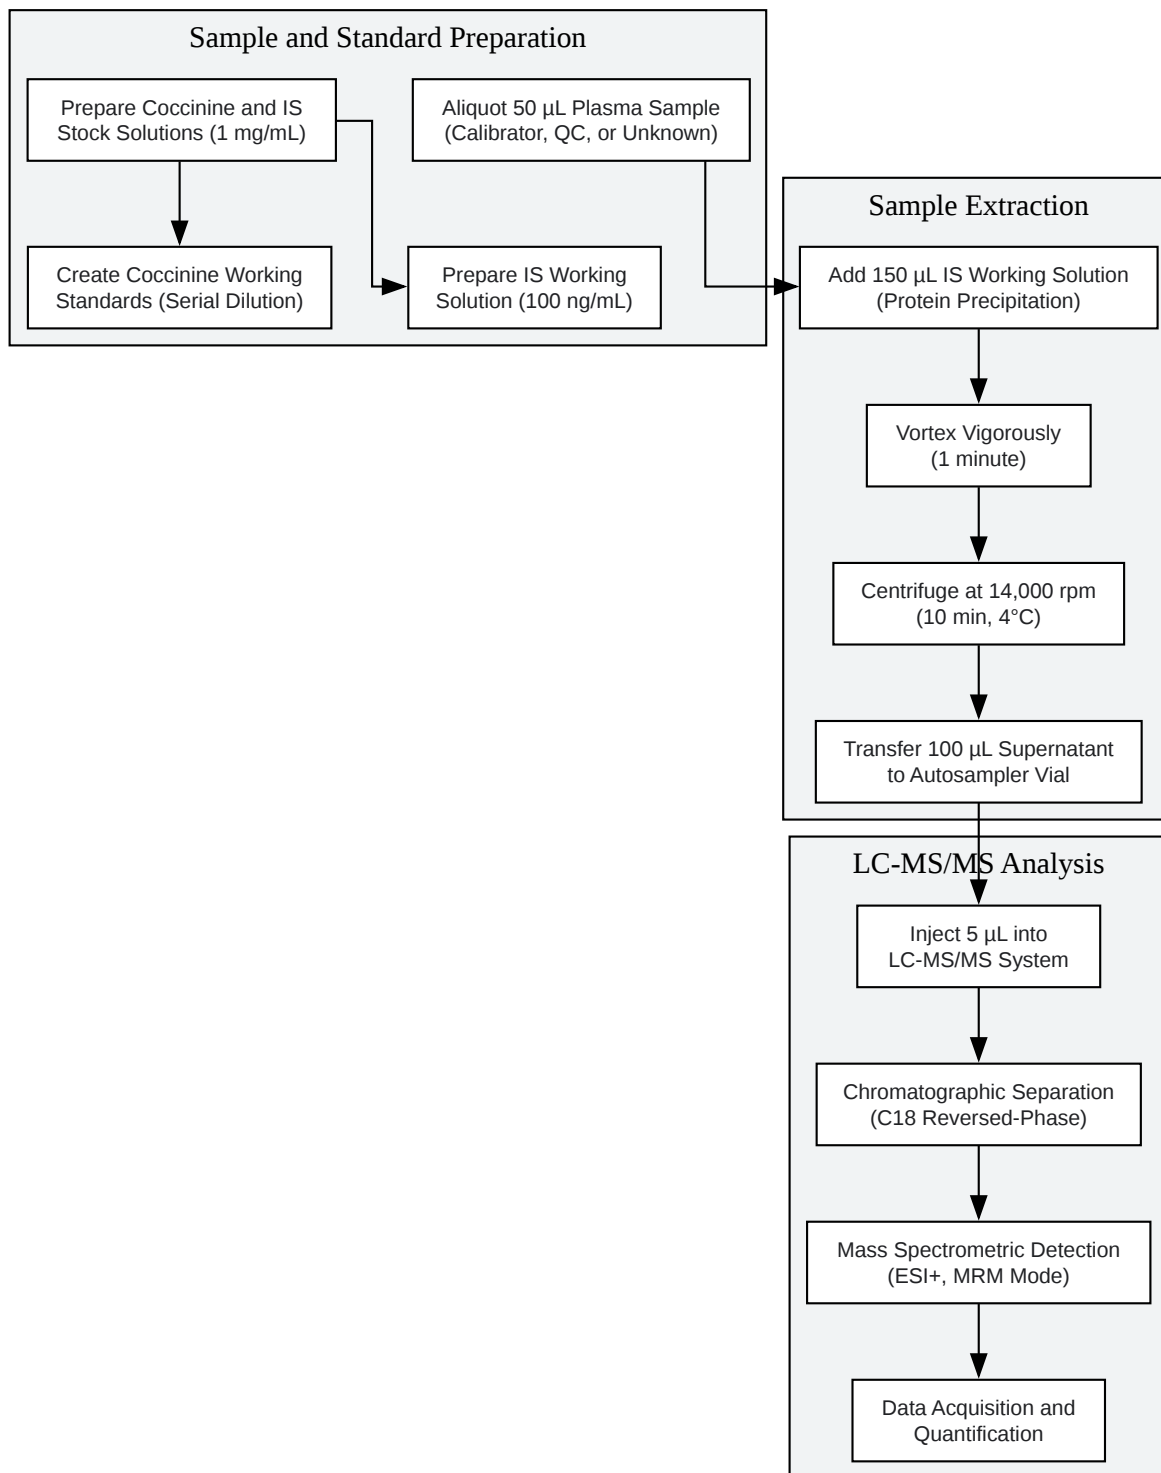 Sample and Standard Preparation
Prepare Coccinine and IS
Stock Solutions (1 mg/mL)
Aliquot 50 µL Plasma Sample
(Calibrator, QC, or Unknown)
Create Coccinine Working
Standards (Serial Dilution)
Prepare IS Working
Solution (100 ng/mL)
Sample Extraction
Add 150 µL IS Working Solution
(Protein Precipitation)
Vortex Vigorously
(1 minute)
Centrifuge at 14,000 rpm
(10 min, 4°C)
Transfer 100 µL Supernatant
to Autosampler Vial
LC-MS/MS Analysis
Inject 5 µL into
LC-MS/MS System
Chromatographic Separation
(C18 Reversed-Phase)
Mass Spectrometric Detection
(ESI+, MRM Mode)
Data Acquisition and
Quantification